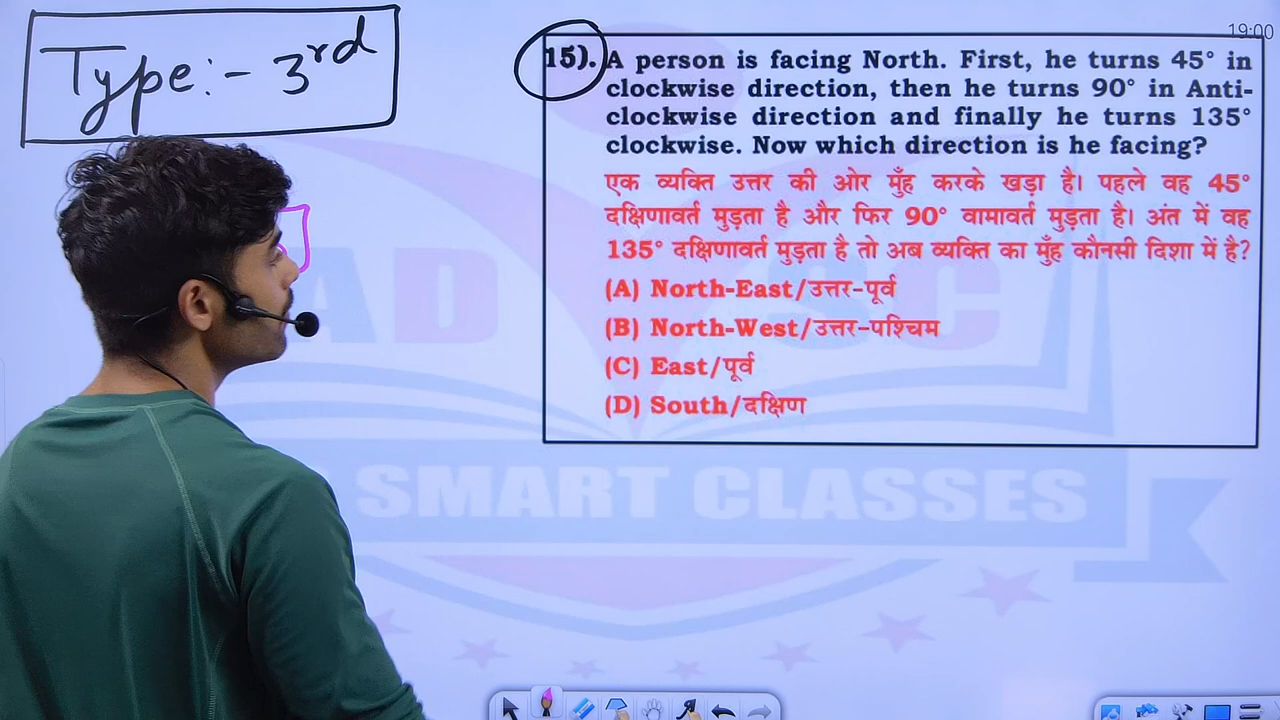 Type:- 3rd
19:00
15). A person is facing North. First, he turns 45° in
clockwise direction, then he turns 90° in Anti-
clockwise direction and finally he turns 135°
clockwise. Now which direction is he facing?
एक व्यक्ति उत्तर की ओर मुँह करके खड़ा है। पहले वह 45°
दक्षिणावर्त मुड़ता है और फिर 90° वामावर्त मुड़ता है। अंत में वह
135° दक्षिणावर्त मुड़ता है तो अब व्यक्ति का मुँह कौनसी दिशा में है?
(A) North-East/उत्तर-पूर्व
(B) North-West/उत्तर-पश्चिम
(C) East/पूर्व
(D) South/दक्षिण
AD SC
SMART CLASSES